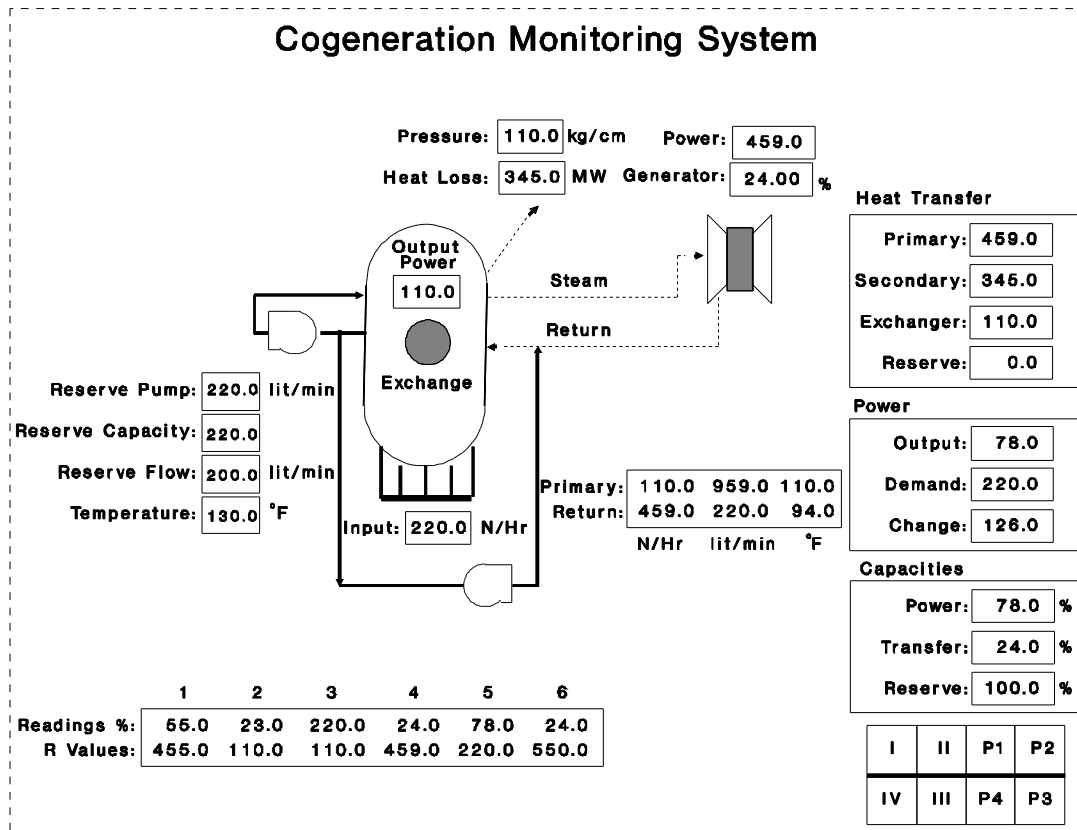 Cogeneration Monitoring System
Pressure: 110.0 kg/cm
Power: 459.0
Heat Loss: 345.0 MW
Generator: 24.00 %
Output
Power
110.0
Exchange
Steam
Return
Reserve Pump: 220.0 lit/min
Reserve Capacity: 220.0
Reserve Flow: 200.0 lit/min
Temperature: 130.0 °F
Input: 220.0 N/Hr
Primary: 110.0 959.0 110.0
Return: 459.0 220.0 94.0
N/Hr lit/min °F
Heat Transfer
Primary: 459.0
Secondary: 345.0
Exchanger: 110.0
Reserve: 0.0
Power
Output: 78.0
Demand: 220.0
Change: 126.0
Capacities
Power: 78.0 %
Transfer: 24.0 %
Reserve: 100.0 %
1 2 3 4 5 6
Readings %: 55.0 23.0 220.0 24.0 78.0 24.0
R Values: 455.0 110.0 110.0 459.0 220.0 550.0
I II P1 P2
IV III P4 P3